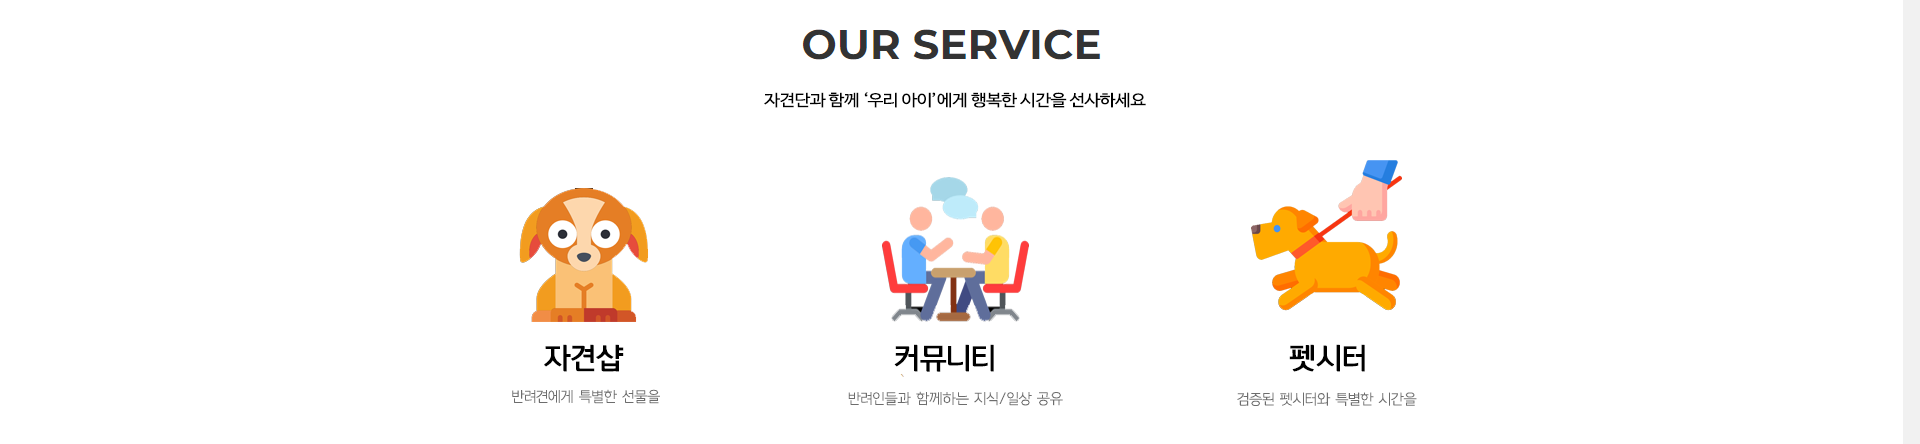 OUR SERVICE
자견단과 함께 ‘우리 아이’에게 행복한 시간을 선사하세요
자견샵
커뮤니티
펫시터
반려견에게 특별한 선물을
반려인들과 함께하는 지식/일상 공유
검증된 펫시터와 특별한 시간을